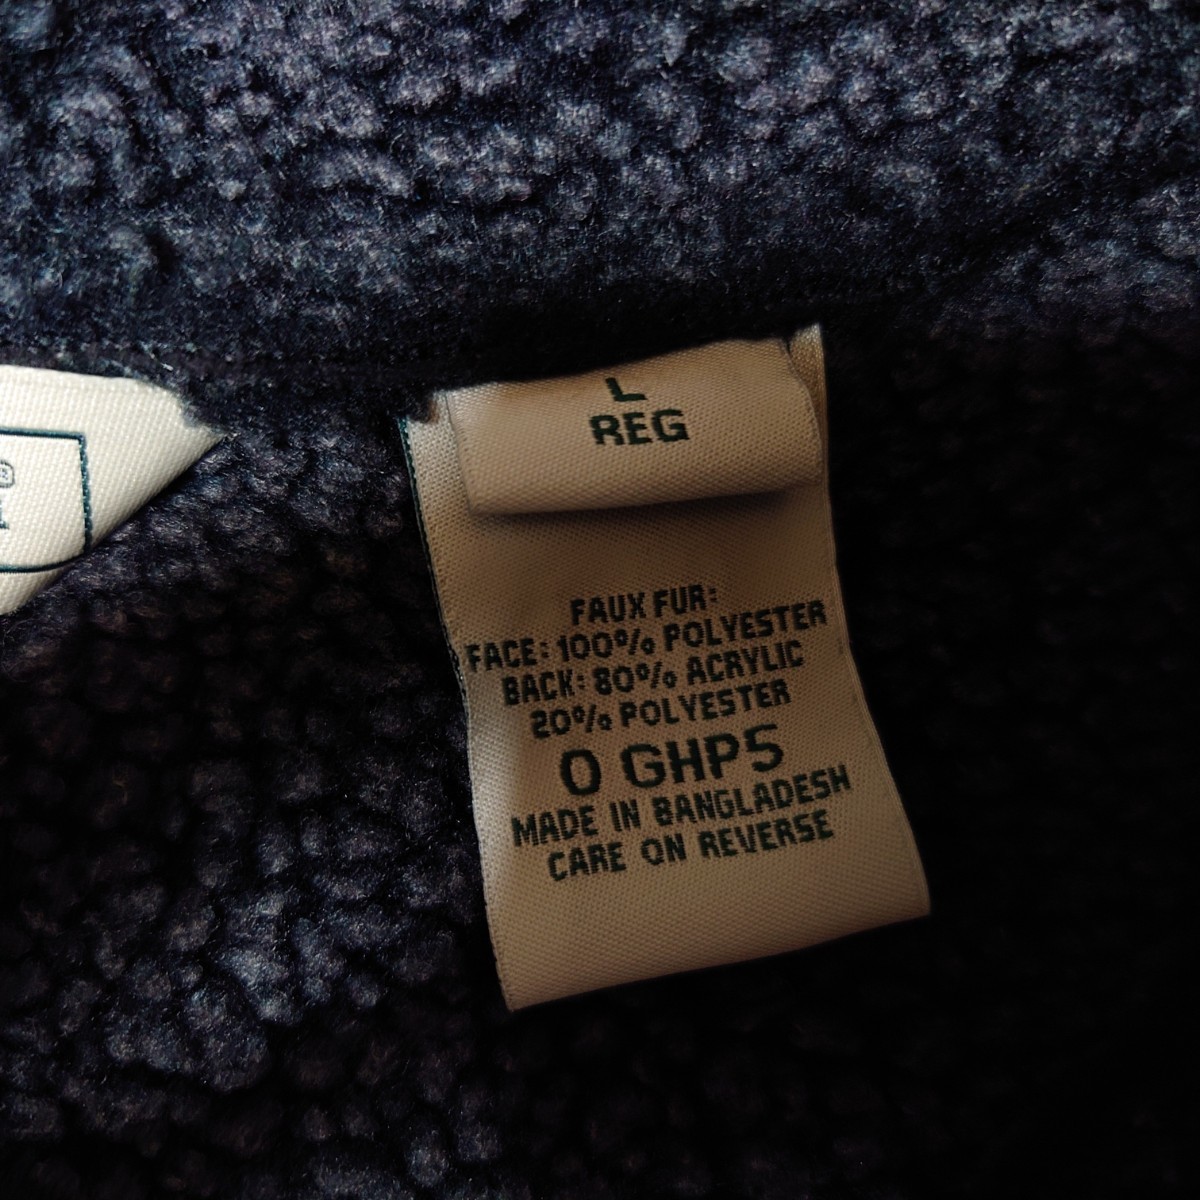 L
REG
FAUX FUR:
FACE: 100% POLYESTER
BACK: 80% ACRYLIC
20% POLYESTER
0 GHP5
MADE IN BANGLADESH
CARE ON REVERSE